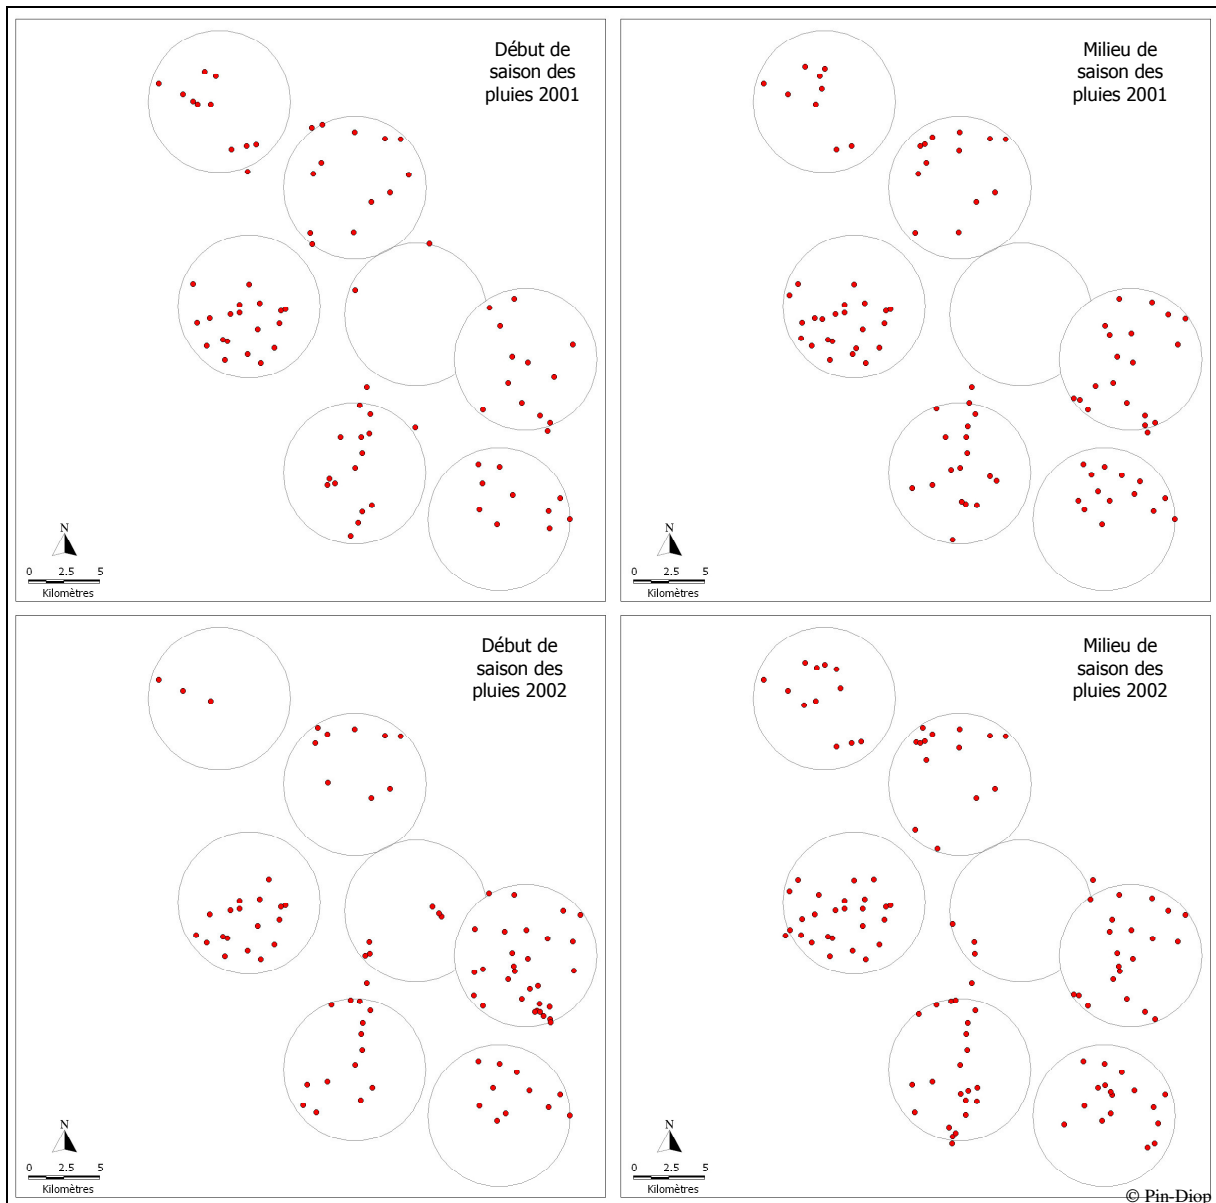 Début de
saison des
pluies 2001
N
0 2.5 5
Kilomètres
Milieu de
saison des
pluies 2001
N
0 2.5 5
Kilomètres
Début de
saison des
pluies 2002
N
0 2.5 5
Kilomètres
Milieu de
saison des
pluies 2002
N
0 2.5 5
Kilomètres
© Pin-Diop